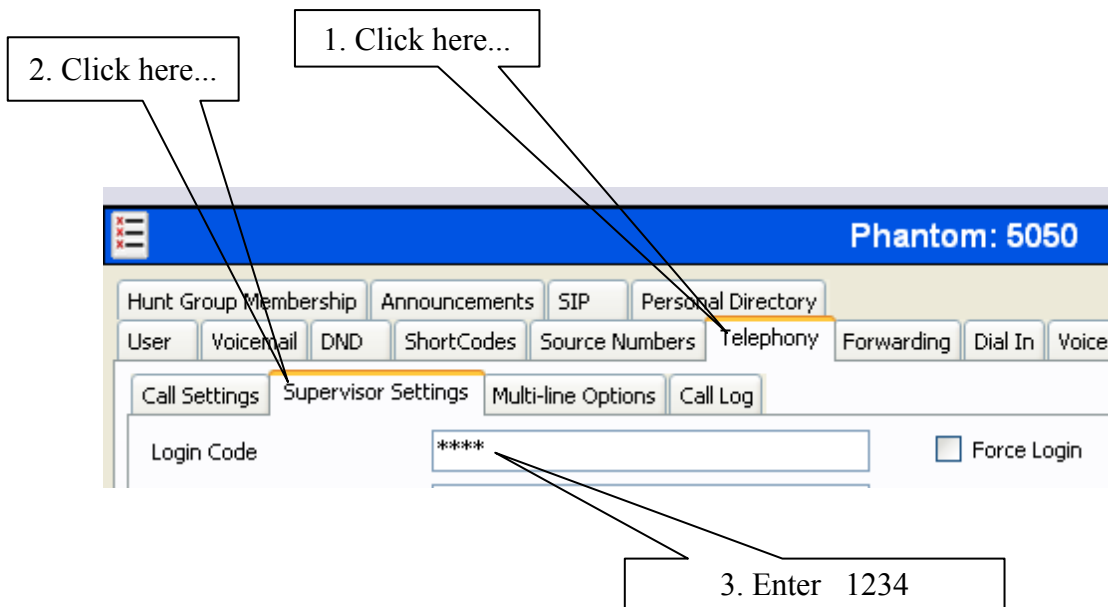 1. Click here...
2. Click here...
Phantom: 5050
Hunt Group Membership Announcements SIP Personal Directory
User Voicemail DND ShortCodes Source Numbers Telephony Forwarding Dial In Voice
Call Settings Supervisor Settings Multi-line Options Call Log
Login Code **** Force Login
3. Enter 1234